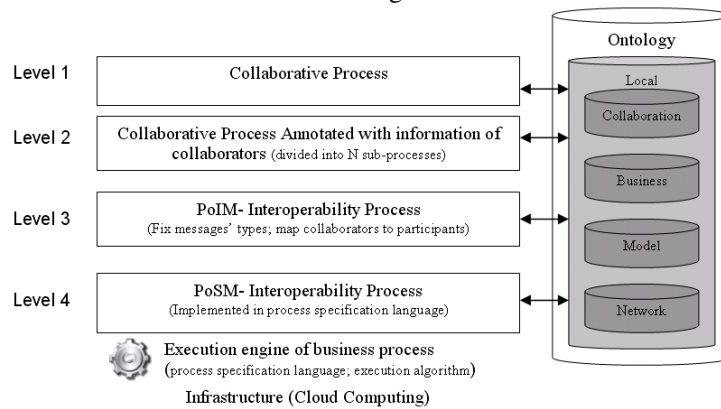 Ontology
Level 1
Collaborative Process
Local
Collaboration
Level 2
Collaborative Process Annotated with information of
collaborators (divided into N sub-processes)
Business
Level 3
PoIM- Interoperability Process
(Fix messages' types; map collaborators to participants)
Model
Level 4
PoSM- Interoperability Process
(Implemented in process specification language)
Network
Execution engine of business process
(process specification language; execution algorithm)
Infrastructure (Cloud Computing)